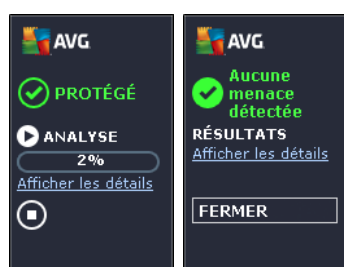 AVG
PROTÉGÉ
ANALYSE
2%
Afficher les détails
AVG
Aucune
menace
détectée
RÉSULTATS
Afficher les détails
FERMER